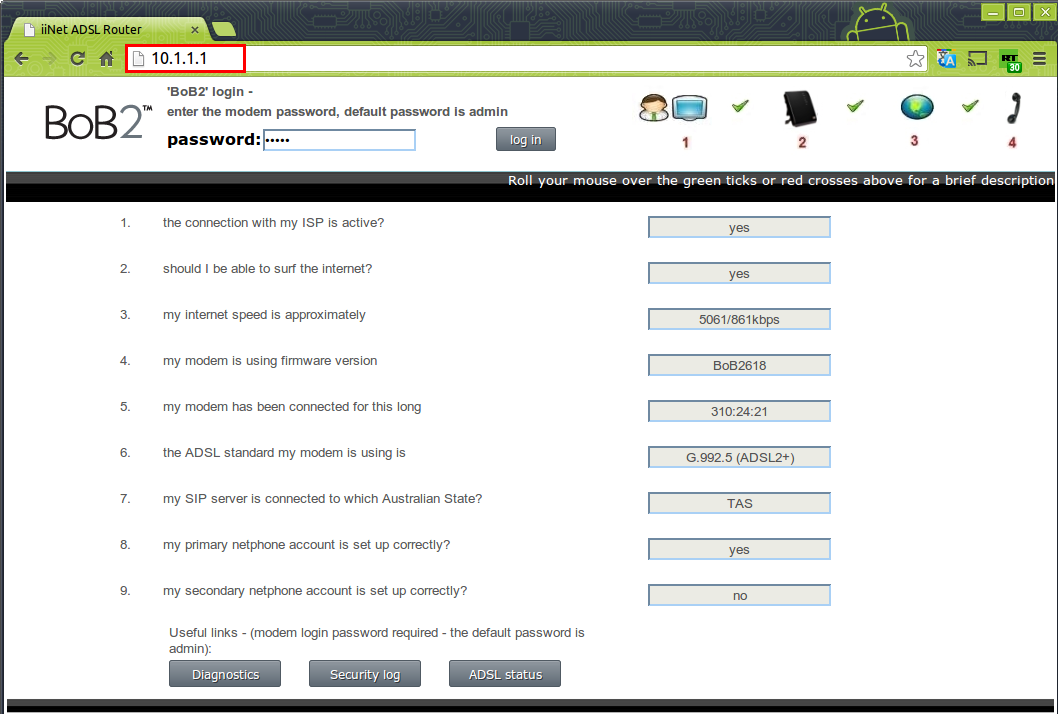 iiNet ADSL Router
10.1.1.1
RT
30
BoB2™
'BoB2' login -
enter the modem password, default password is admin
password: •••••
log in
1 2 3 4
Roll your mouse over the green ticks or red crosses above for a brief description
1. the connection with my ISP is active? yes
2. should I be able to surf the internet? yes
3. my internet speed is approximately 5061/861kbps
4. my modem is using firmware version BoB2618
5. my modem has been connected for this long 310:24:21
6. the ADSL standard my modem is using is G.992.5 (ADSL2+)
7. my SIP server is connected to which Australian State? TAS
8. my primary netphone account is set up correctly? yes
9. my secondary netphone account is set up correctly? no
Useful links - (modem login password required - the default password is
admin):
Diagnostics Security log ADSL status